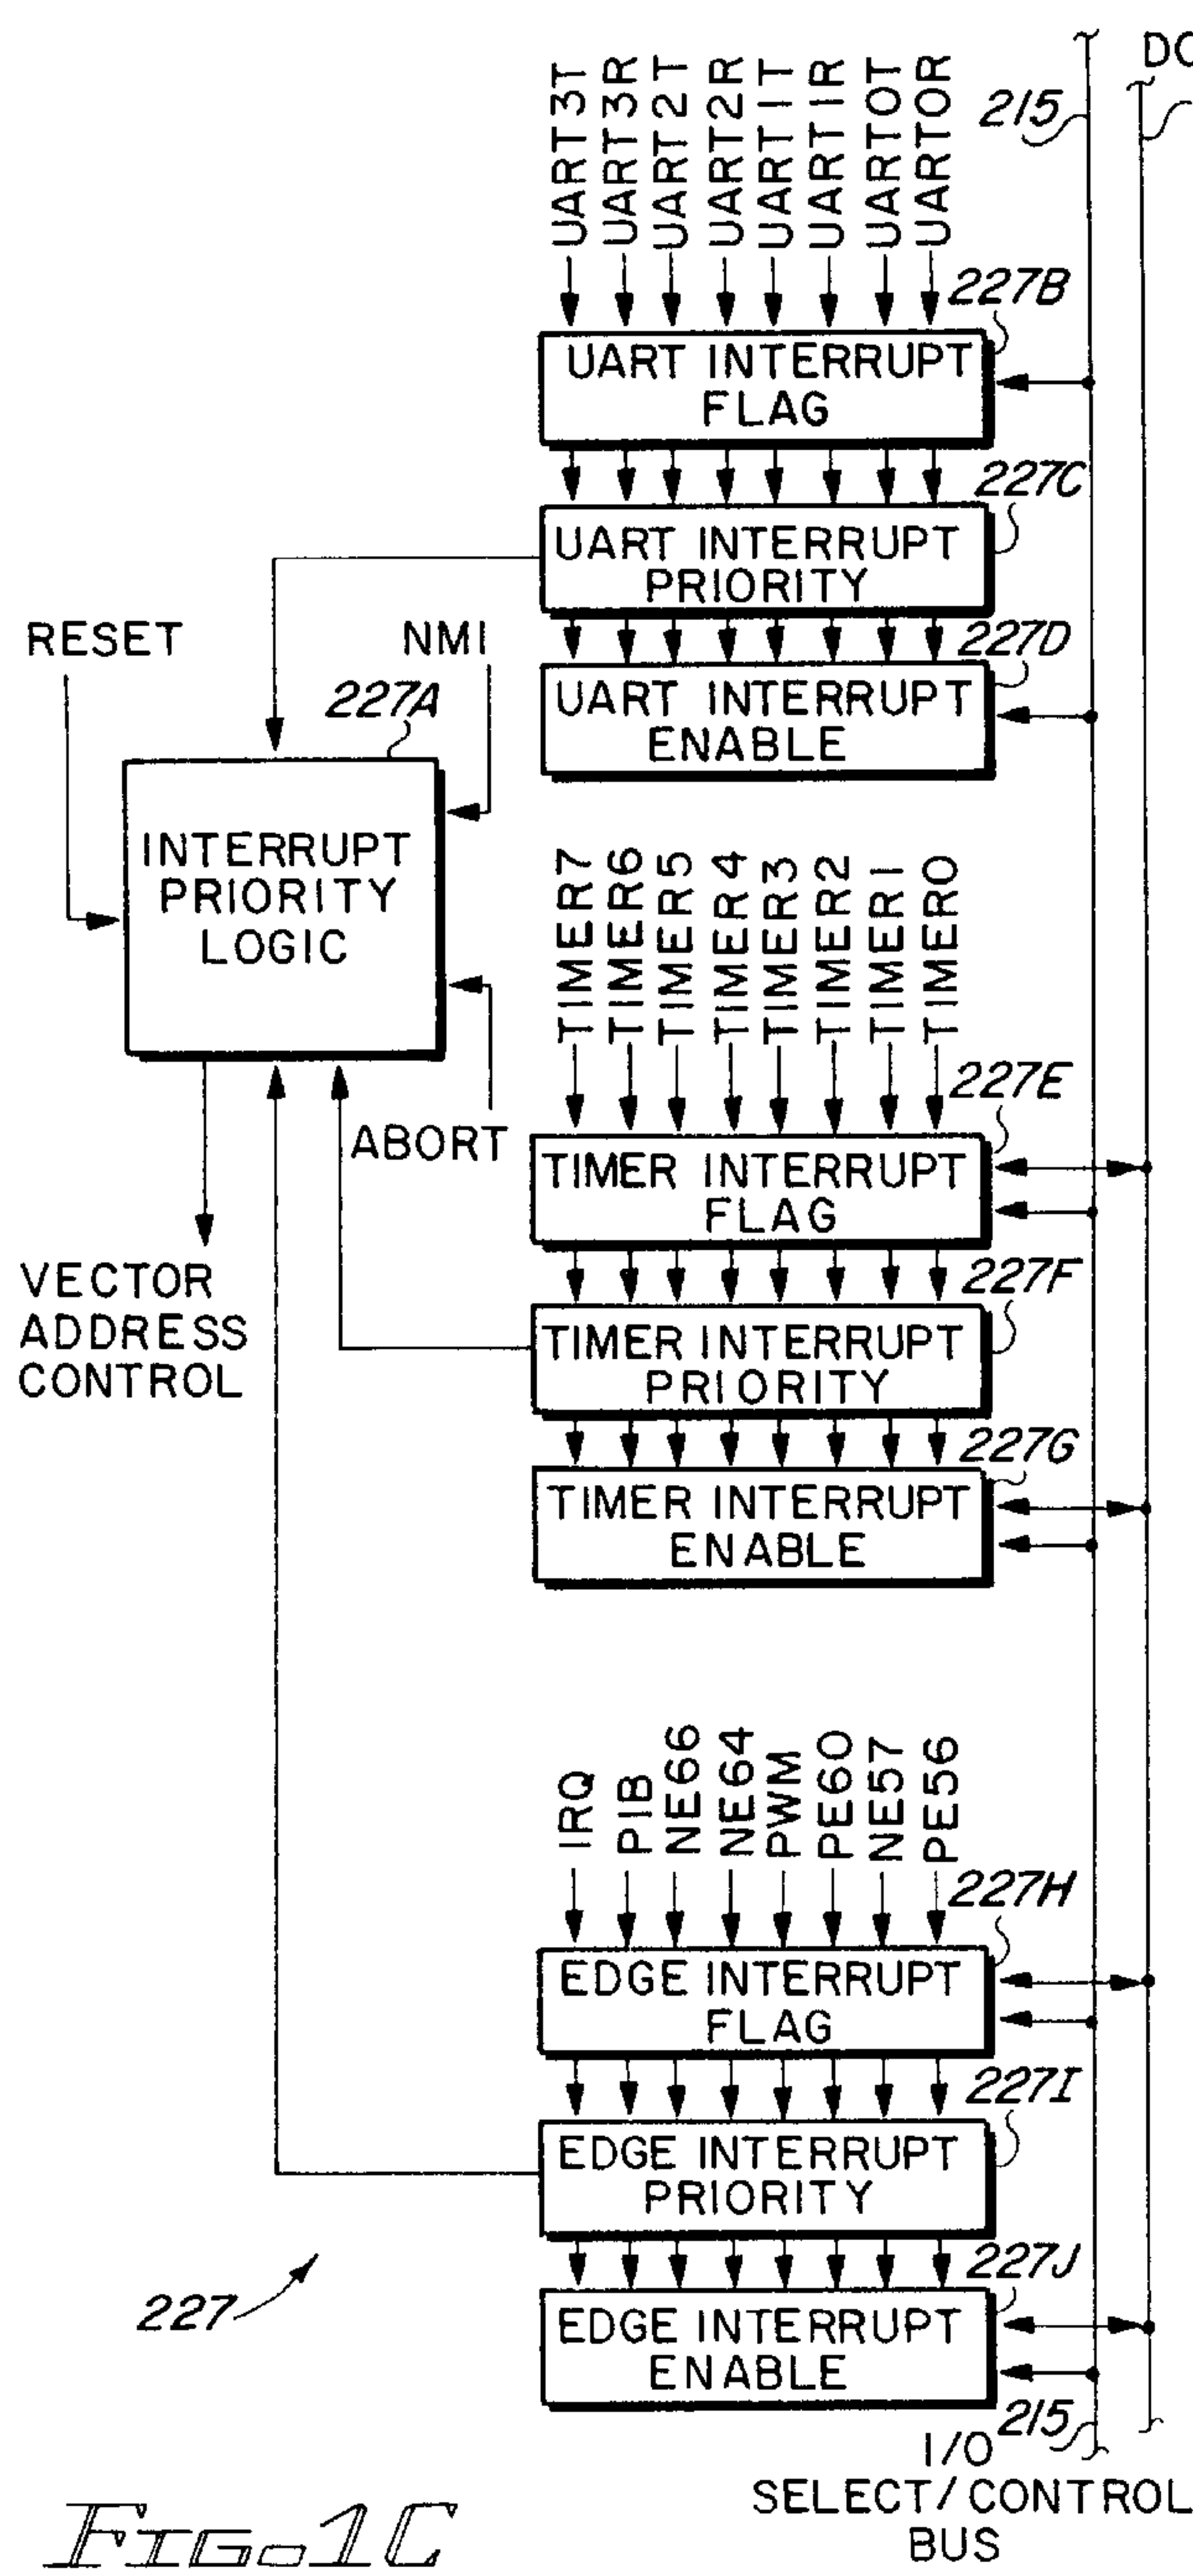 UART3T
UART3R
UART2T
UART2R
UART1T
UART1R
UART0T
UART0R
215
227B
UART INTERRUPT
FLAG
227C
UART INTERRUPT
PRIORITY
227D
UART INTERRUPT
ENABLE
RESET
NMI
227A
INTERRUPT
PRIORITY
LOGIC
ABORT
VECTOR
ADDRESS
CONTROL
TIMER7
TIMER6
TIMER5
TIMER4
TIMER3
TIMER2
TIMER1
TIMER0
227E
TIMER INTERRUPT
FLAG
227F
TIMER INTERRUPT
PRIORITY
227G
TIMER INTERRUPT
ENABLE
IRQ
PIB
NE66
NE64
PWM
PE60
NE57
PE56
227H
EDGE INTERRUPT
FLAG
227I
EDGE INTERRUPT
PRIORITY
227J
EDGE INTERRUPT
ENABLE
227
215
I/O
SELECT/CONTROL
BUS
FIG. 1C